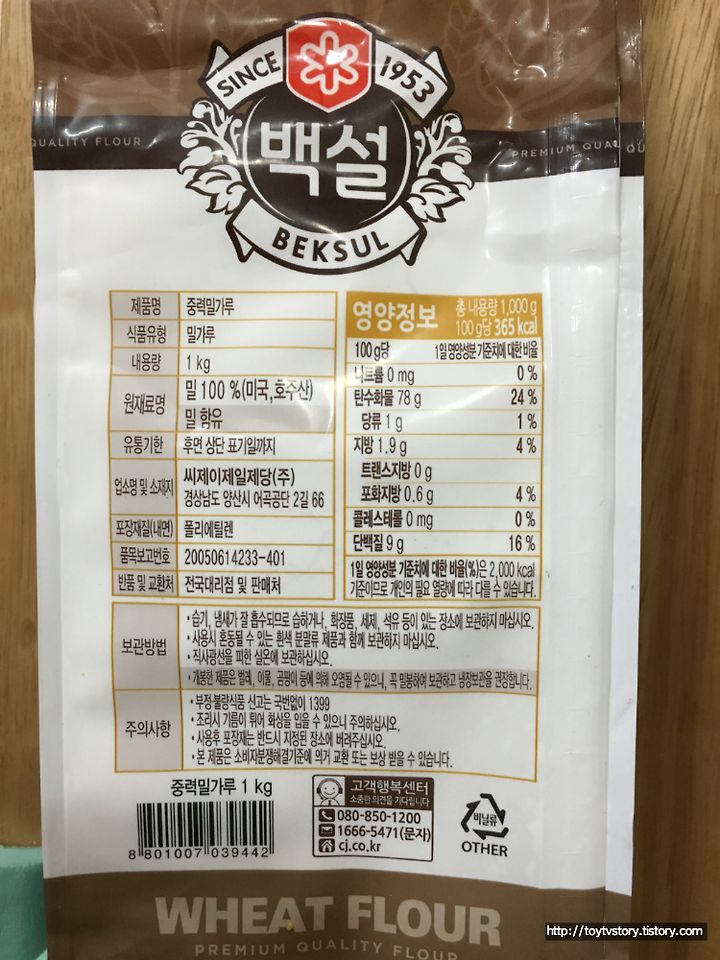 SINCE 1953
백설
BEKSUL
QUALITY FLOUR
PREMIUM QUAL
QU
제품명 중력밀가루
식품유형 밀가루
내용량 1 kg
원재료명 밀 100 %(미국,호주산)
밀 함유
유통기한 후면 상단 표기일까지
업소명 및 소재지 씨제이제일제당(주)
경상남도 양산시 어곡공단 2길 66
포장재질(내면) 폴리에틸렌
품목보고번호 20050614233-401
반품 및 교환처 전국대리점 및 판매처
영양정보 총 내용량 1,000 g
100 g당 365 kcal
100 g당 1일 영양성분 기준치에 대한 비율
나트륨 0 mg 0 %
탄수화물 78 g 24 %
당류 1 g 1 %
지방 1.9 g 4 %
트랜스지방 0 g
포화지방 0.6 g 4 %
콜레스테롤 0 mg 0 %
단백질 9 g 16 %
1일 영양성분 기준치에 대한 비율(%)은 2,000 kcal
기준이므로 개인의 필요 열량에 따라 다를 수 있습니다.
보관방법
• 습기, 냄새가 잘 흡수되므로 습하거나, 화장품, 세제, 석유 등이 있는 장소에 보관하지 마십시오.
• 사용시 혼동될 수 있는 흰색 분말류 제품과 함께 보관하지 마십시오.
• 직사광선을 피한 실온에 보관하십시오.
• 개봉한 제품은 벌레, 이물, 곰팡이 등에 의해 오염될 수 있으니, 꼭 밀봉하여 보관하고 냉장보관을 권장합니다.
주의사항
• 부정·불량식품 신고는 국번없이 1399
• 조리시 기름이 튀어 화상을 입을 수 있으니 주의하십시오.
• 사용후 포장재는 반드시 지정된 장소에 버려주십시오.
• 본 제품은 소비자분쟁해결기준에 의거 교환 또는 보상 받을 수 있습니다.
중력밀가루 1 kg
8 801007 039442
고객행복센터
소중한 의견을 기다립니다
080-850-1200
1666-5471(문자)
cj.co.kr
비닐류
OTHER
WHEAT FLOUR
PREMIUM QUALITY FLOUR
http://toytvstory.tistory.com